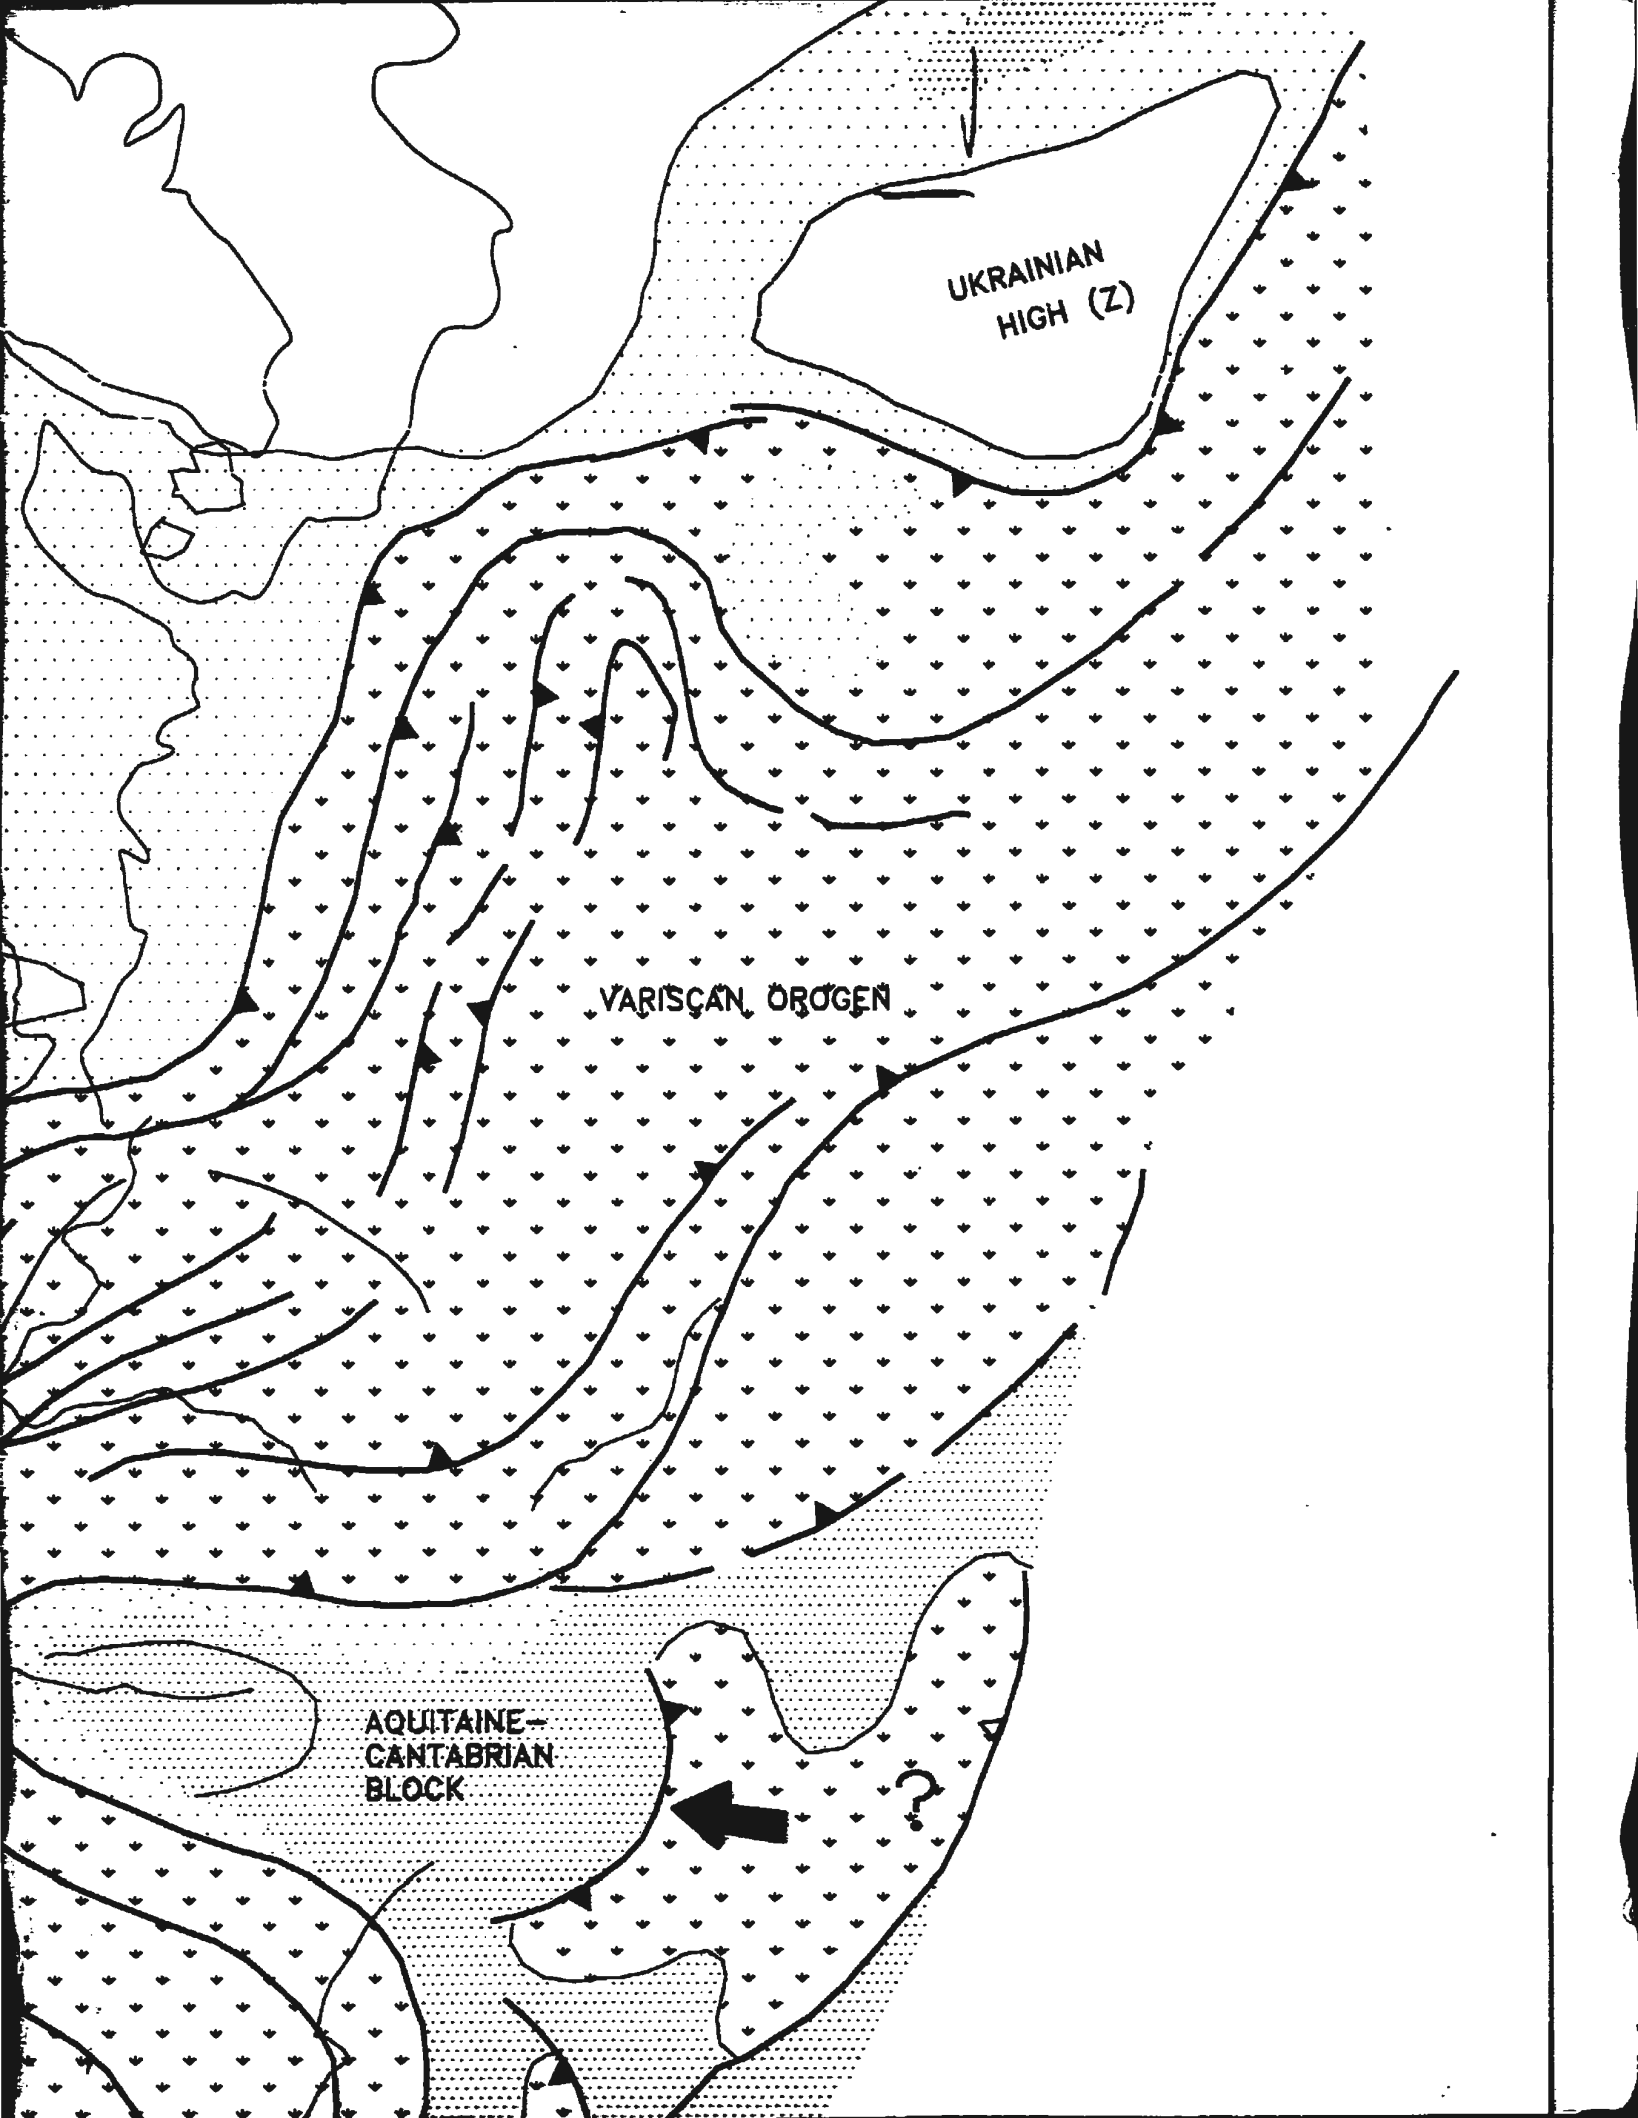 UKRAINIAN
HIGH (Z)
VARISCAN OROGEN
AQUITAINE–
CANTABRIAN
BLOCK
?